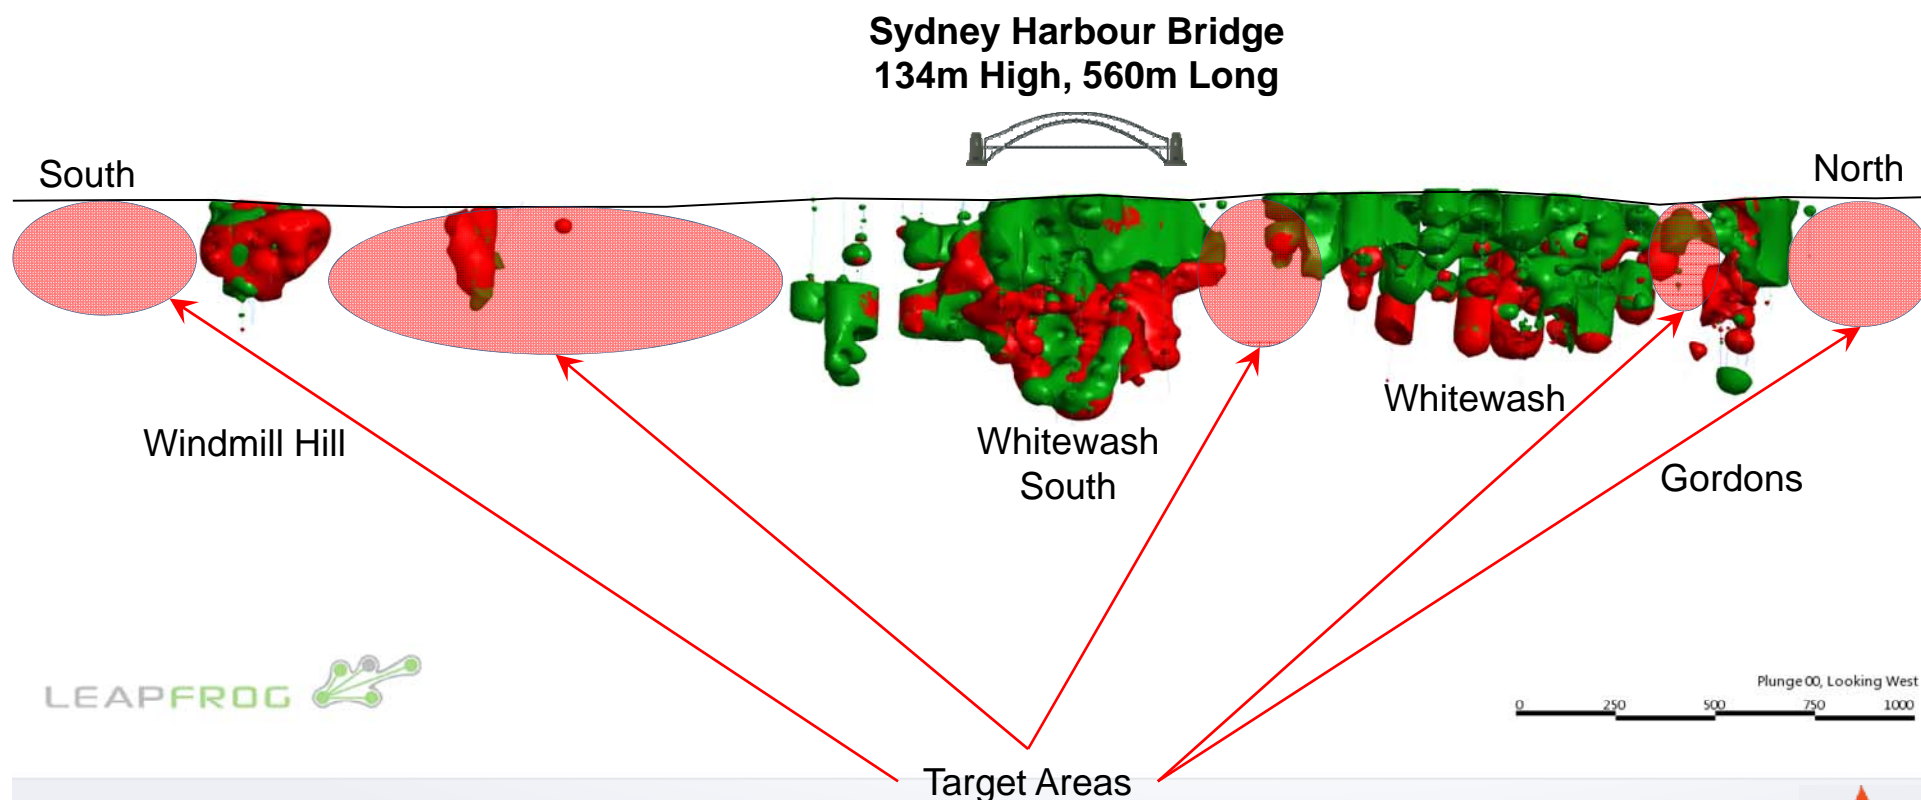 Sydney Harbour Bridge
134m High, 560m Long
South
North
Whitewash
Windmill Hill
Whitewash
South
Gordons
LEAPFROG
Plunge 00, Looking West
0 250 500 750 1000
Target Areas